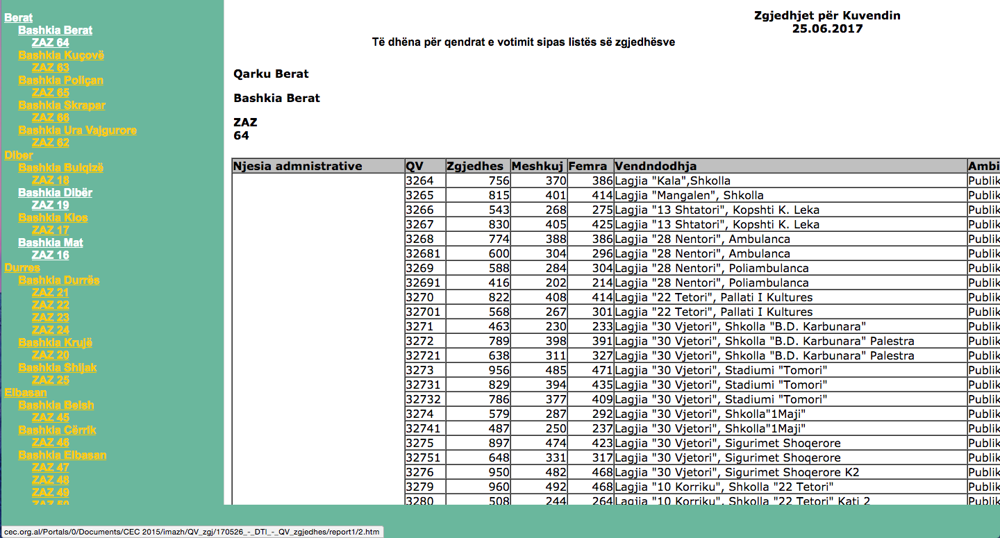 Berat
Bashkia Berat
ZAZ 64
Bashkia Kuçovë
ZAZ 63
Bashkia Poliçan
ZAZ 65
Bashkia Skrapar
ZAZ 66
Bashkia Ura Vajgurore
ZAZ 62
Diber
Bashkia Bulqizë
ZAZ 18
Bashkia Dibër
ZAZ 19
Bashkia Klos
ZAZ 17
Bashkia Mat
ZAZ 16
Durres
Bashkia Durrës
ZAZ 21
ZAZ 22
ZAZ 23
ZAZ 24
Bashkia Krujë
ZAZ 20
Bashkia Shijak
ZAZ 25
Elbasan
Bashkia Belsh
ZAZ 45
Bashkia Cërrik
ZAZ 46
Bashkia Elbasan
ZAZ 47
ZAZ 48
ZAZ 49
ZAZ 50
Zgjedhjet për Kuvendin
25.06.2017
Të dhëna për qendrat e votimit sipas listës së zgjedhësve
Qarku Berat
Bashkia Berat
ZAZ
64
Njesia admnistrative QV Zgjedhes Meshkuj Femra Vendndodhja Ambi
3264 756 370 386 Lagjia "Kala",Shkolla Publik
3265 815 401 414 Lagjia "Mangalen", Shkolla Publik
3266 543 268 275 Lagjia "13 Shtatori", Kopshti K. Leka Publik
3267 830 405 425 Lagjia "13 Shtatori", Kopshti K. Leka Publik
3268 774 388 386 Lagjia "28 Nentori", Ambulanca Publik
32681 600 304 296 Lagjia "28 Nentori", Ambulanca Publik
3269 588 284 304 Lagjia "28 Nentori", Poliambulanca Publik
32691 416 202 214 Lagjia "28 Nentori", Poliambulanca Publik
3270 822 408 414 Lagjia "22 Tetori", Pallati I Kultures Publik
32701 568 267 301 Lagjia "22 Tetori", Pallati I Kultures Publik
3271 463 230 233 Lagjia "30 Vjetori", Shkolla "B.D. Karbunara" Publik
3272 789 398 391 Lagjia "30 Vjetori", Shkolla "B.D. Karbunara" Palestra Publik
32721 638 311 327 Lagjia "30 Vjetori", Shkolla "B.D. Karbunara" Palestra Publik
3273 956 485 471 Lagjia "30 Vjetori", Stadiumi "Tomori" Publik
32731 829 394 435 Lagjia "30 Vjetori", Stadiumi "Tomori" Publik
32732 786 377 409 Lagjia "30 Vjetori", Stadiumi "Tomori" Publik
3274 579 287 292 Lagjia "30 Vjetori", Shkolla"1Maji" Publik
32741 487 250 237 Lagjia "30 Vjetori", Shkolla"1Maji" Publik
3275 897 474 423 Lagjia "30 Vjetori", Sigurimet Shoqerore Publik
32751 648 331 317 Lagjia "30 Vjetori", Sigurimet Shoqerore Publik
3276 950 482 468 Lagjia "30 Vjetori", Sigurimet Shoqerore K2 Publik
3279 960 492 468 Lagjia "10 Korriku", Shkolla "22 Tetori" Publik
3280 508 244 264 Lagjia "10 Korriku", Shkolla "22 Tetori" Kati 2 Publik
cec.org.al/Portals/0/Documents/CEC 2015/imazh/QV_zgj/170526_-_DTI_-_QV_zgjedhes/report1/2.htm